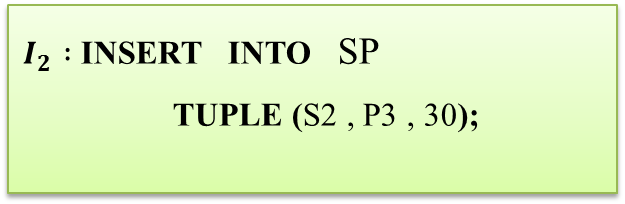 I₂ : INSERT INTO SP
TUPLE (S2 , P3 , 30);